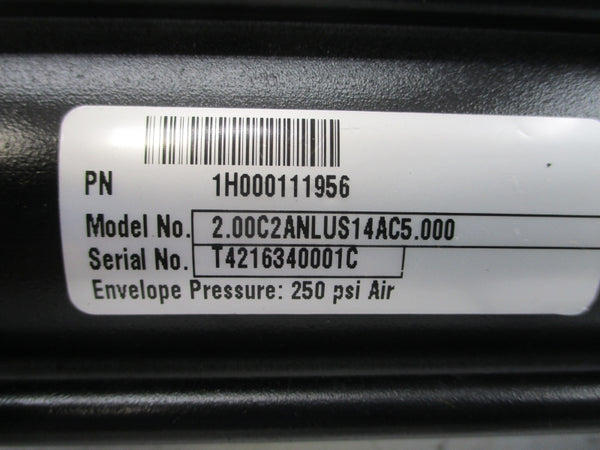 PN 1H000111956
Model No. 2.00C2ANLUS14AC5.000
Serial No. T4216340001C
Envelope Pressure: 250 psi Air